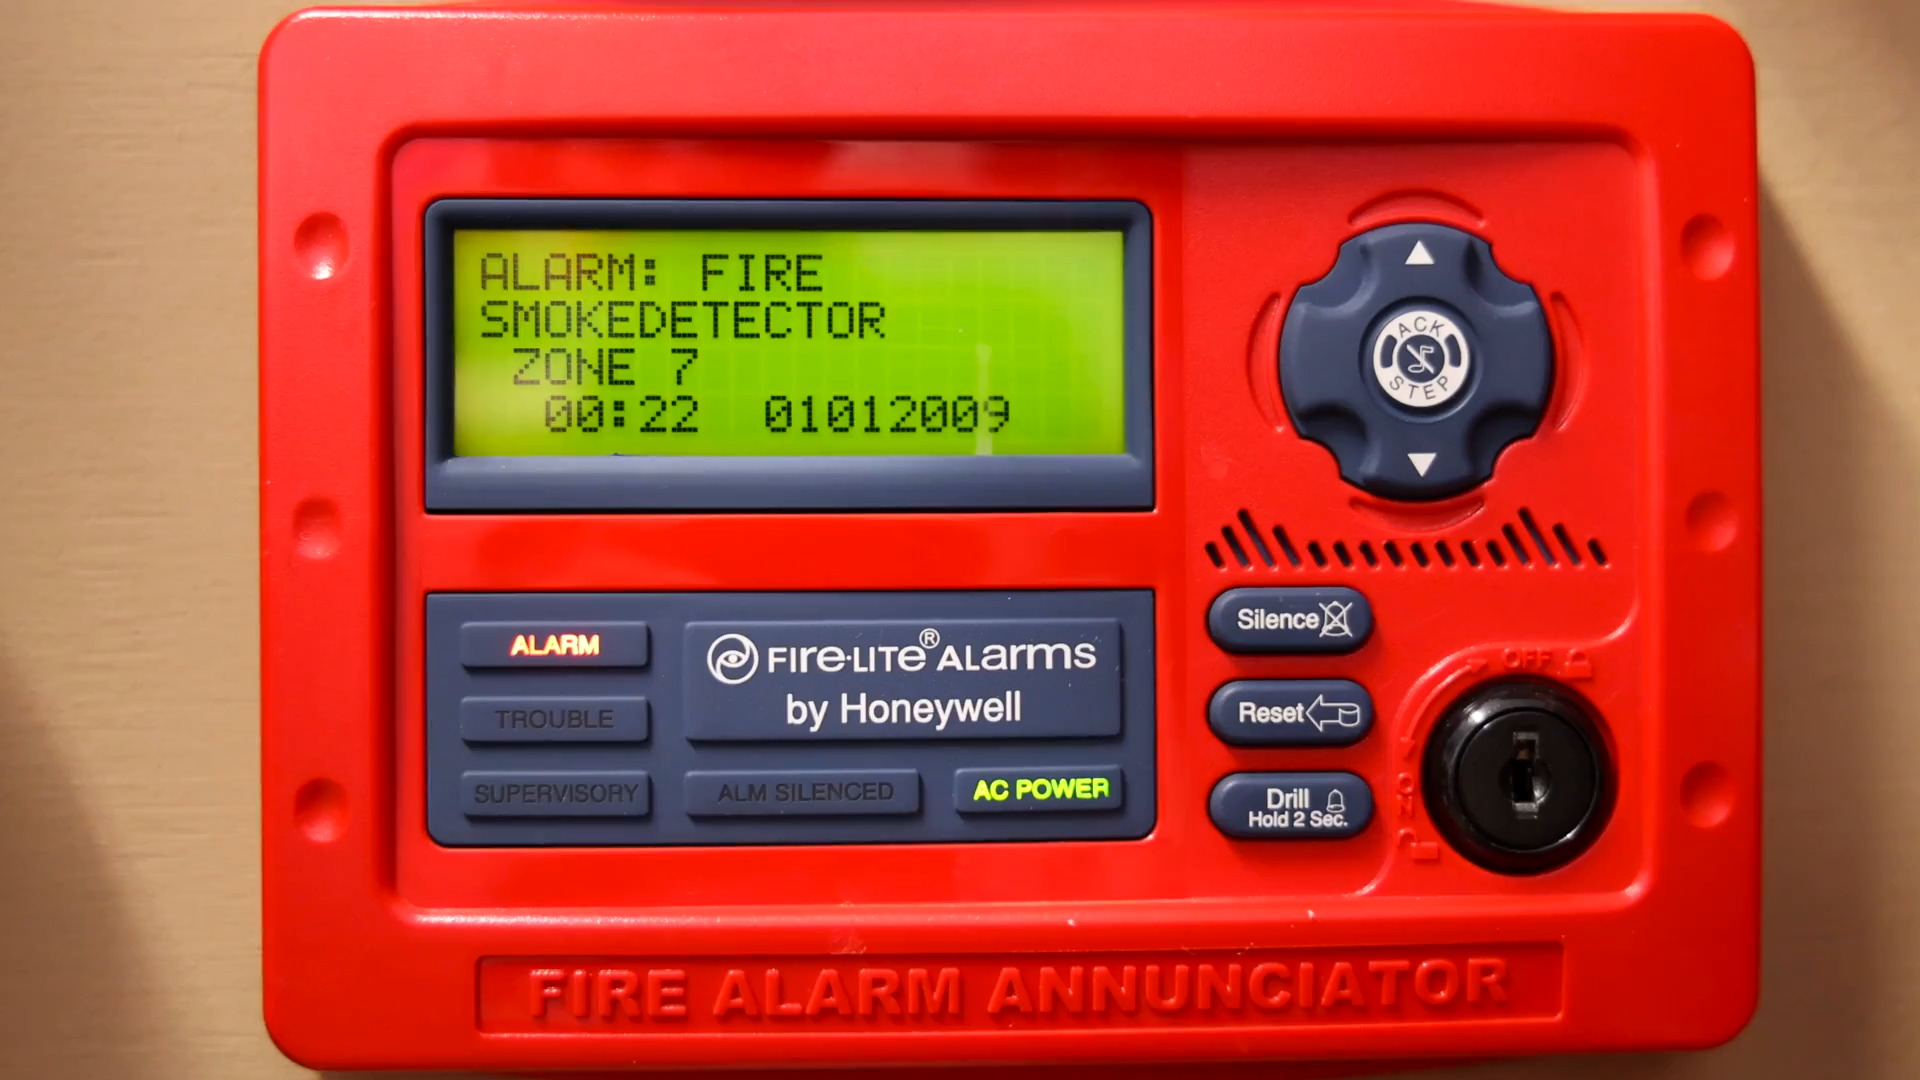 ALARM: FIRE
SMOKEDETECTOR
ZONE 7
00:22 01012009
ACK
STEP
ALARM
TROUBLE
SUPERVISORY
FIRE·LITE® ALARMS
by Honeywell
ALM SILENCED
AC POWER
Silence
Reset
Drill
Hold 2 Sec.
OFF
ON
FIRE ALARM ANNUNCIATOR